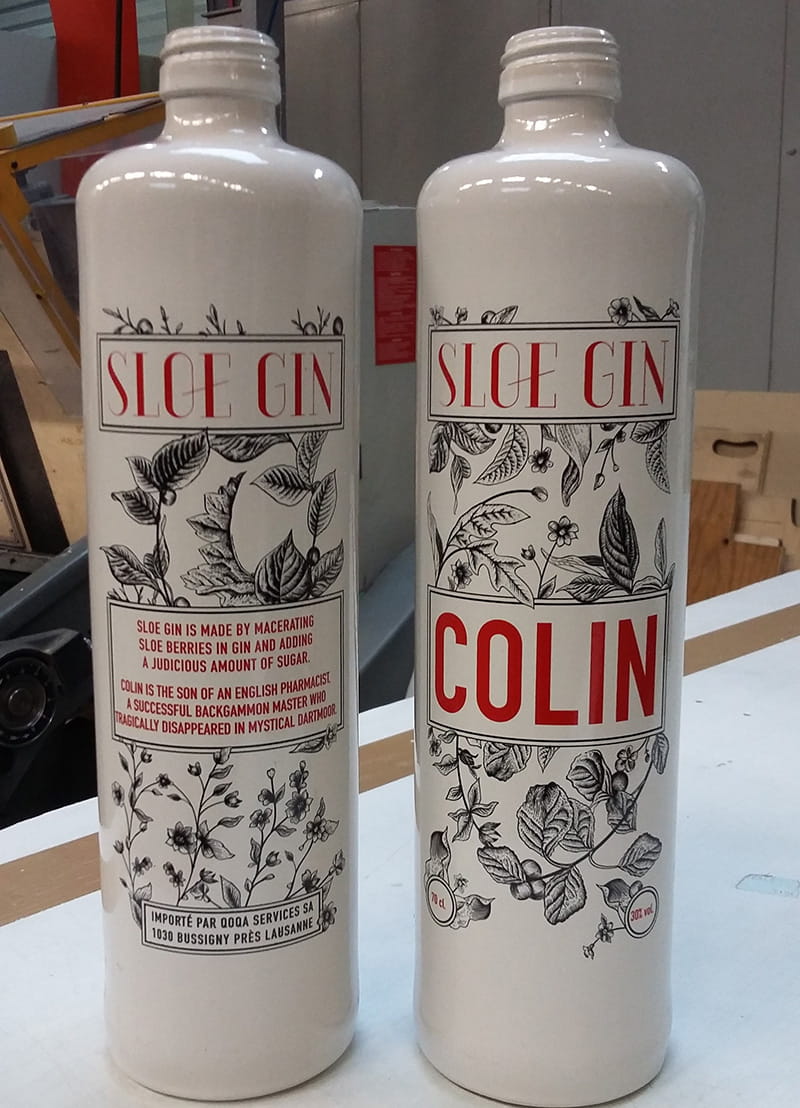 SLOE GIN
SLOE GIN IS MADE BY MACERATING
SLOE BERRIES IN GIN AND ADDING
A JUDICIOUS AMOUNT OF SUGAR.
COLIN IS THE SON OF AN ENGLISH PHARMACIST,
A SUCCESSFUL BACKGAMMON MASTER WHO
TRAGICALLY DISAPPEARED IN MYSTICAL DARTMOOR.
IMPORTÉ PAR QOQA SERVICES SA
1030 BUSSIGNY PRÈS LAUSANNE
SLOE GIN
COLIN
70 cl.
30% vol.